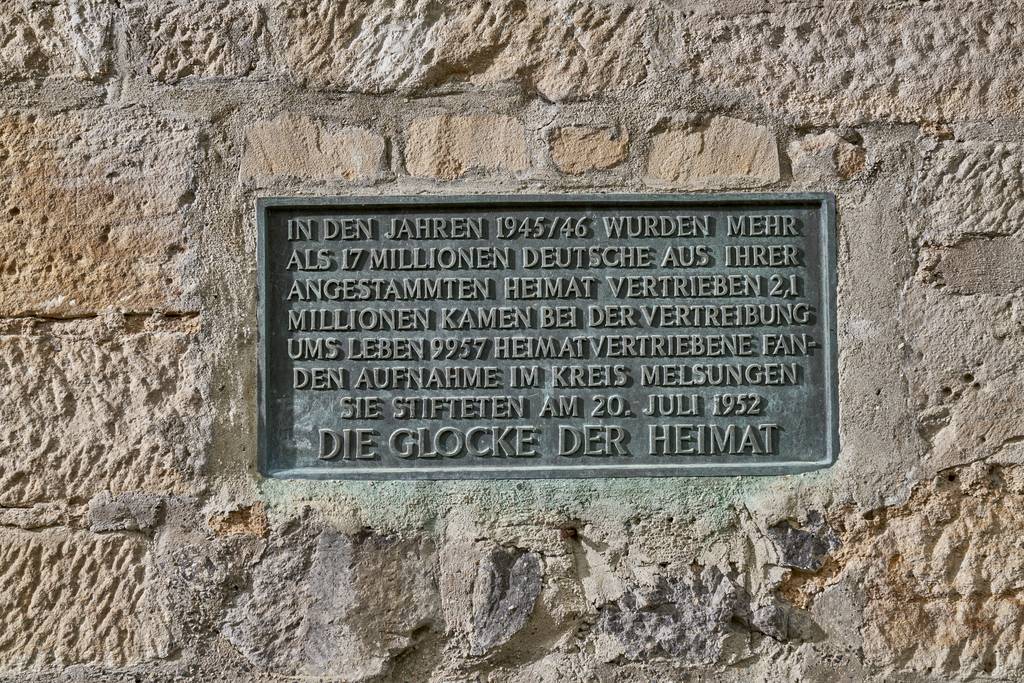 IN DEN JAHREN 1945/46 WURDEN MEHR
ALS 17 MILLIONEN DEUTSCHE AUS IHRER
ANGESTAMMTEN HEIMAT VERTRIEBEN 2,1
MILLIONEN KAMEN BEI DER VERTREIBUNG
UMS LEBEN 9957 HEIMATVERTRIEBENE FAN-
DEN AUFNAHME IM KREIS MELSUNGEN
SIE STIFTETEN AM 20. JULI 1952
DIE GLOCKE DER HEIMAT